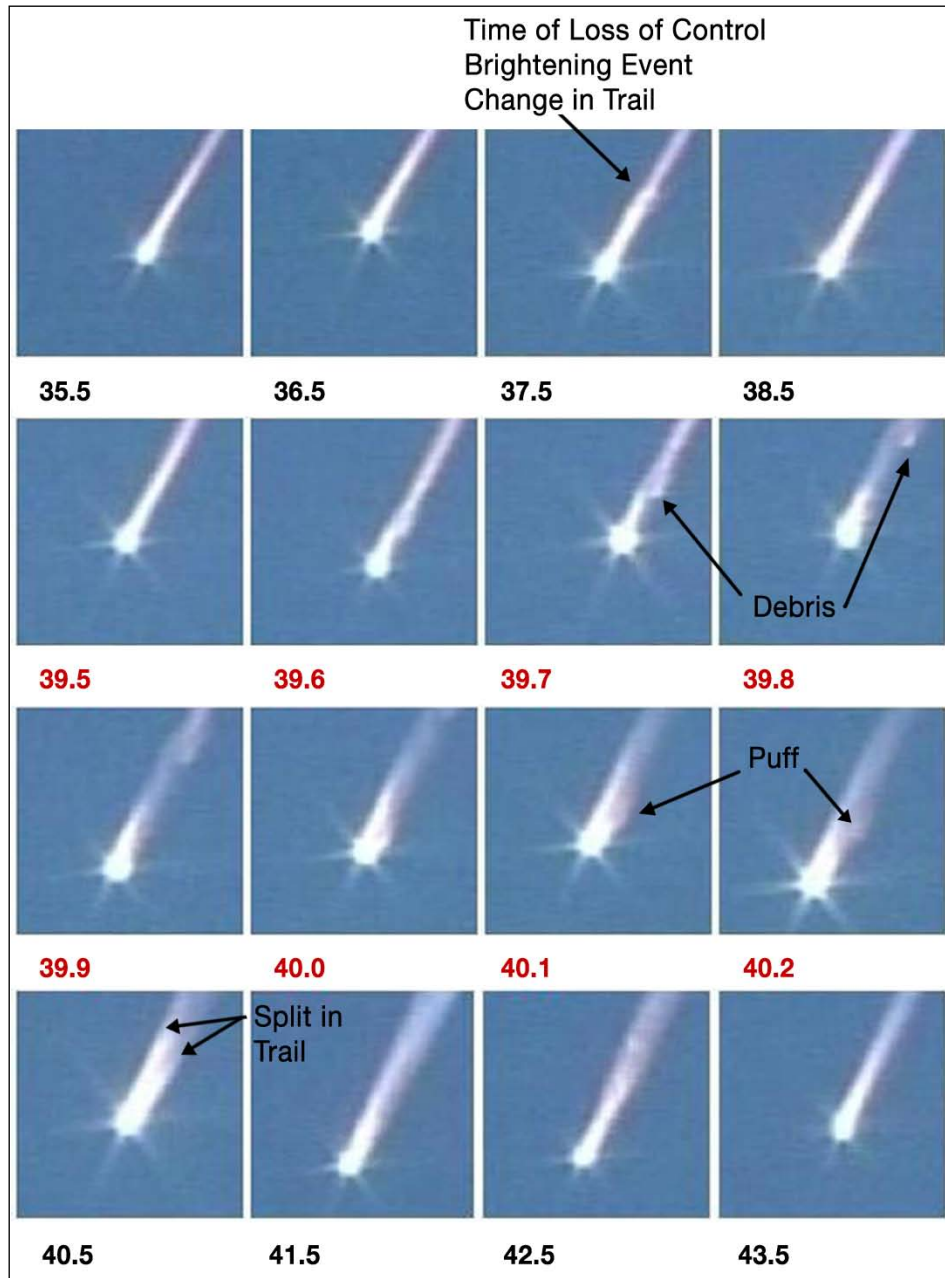 Time of Loss of Control
Brightening Event
Change in Trail
35.5 36.5 37.5 38.5
Debris
39.5 39.6 39.7 39.8
Puff
39.9 40.0 40.1 40.2
Split in
Trail
40.5 41.5 42.5 43.5